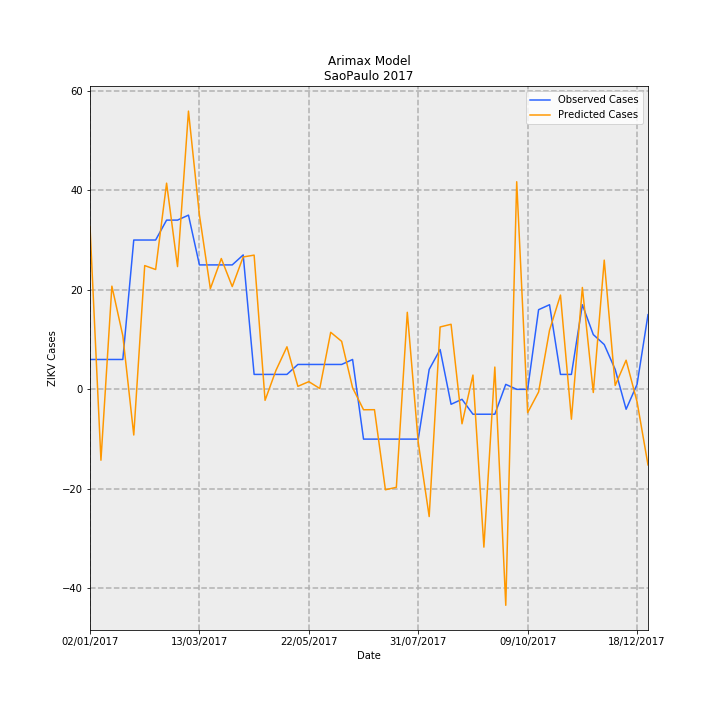 Arimax Model
SaoPaulo 2017
Observed Cases
Predicted Cases
60
40
20
0
−20
−40
ZIKV Cases
02/01/2017 13/03/2017 22/05/2017 31/07/2017 09/10/2017 18/12/2017
Date